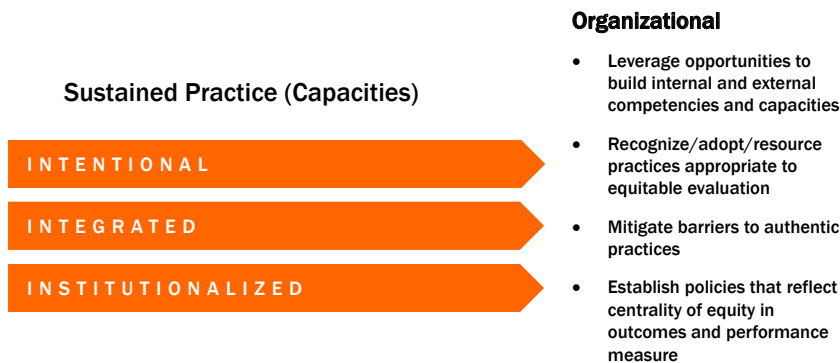 Sustained Practice (Capacities)
INTENTIONAL
INTEGRATED
INSTITUTIONALIZED
Organizational
• Leverage opportunities to
build internal and external
competencies and capacities
• Recognize/adopt/resource
practices appropriate to
equitable evaluation
• Mitigate barriers to authentic
practices
• Establish policies that reflect
centrality of equity in
outcomes and performance
measure